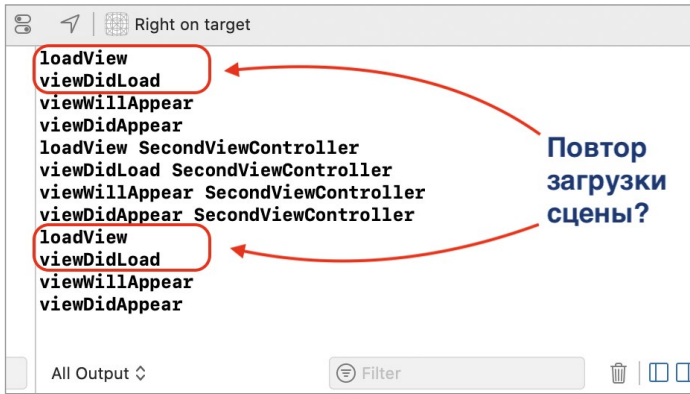 Right on target
loadView
viewDidLoad
viewWillAppear
viewDidAppear
loadView SecondViewController
viewDidLoad SecondViewController
viewWillAppear SecondViewController
viewDidAppear SecondViewController
loadView
viewDidLoad
viewWillAppear
viewDidAppear
Повтор
загрузки
сцены?
All Output
Filter